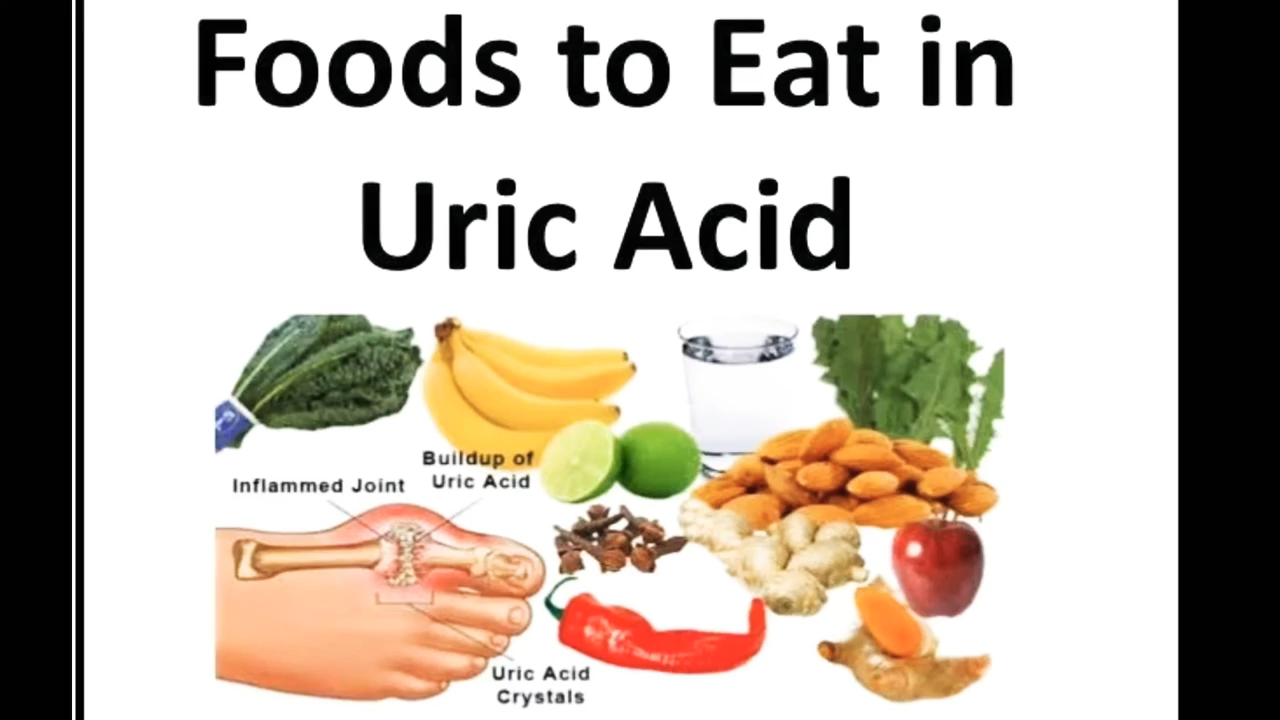 Foods to Eat in
Uric Acid
Buildup of
Uric Acid
Inflammed Joint
Uric Acid
Crystals